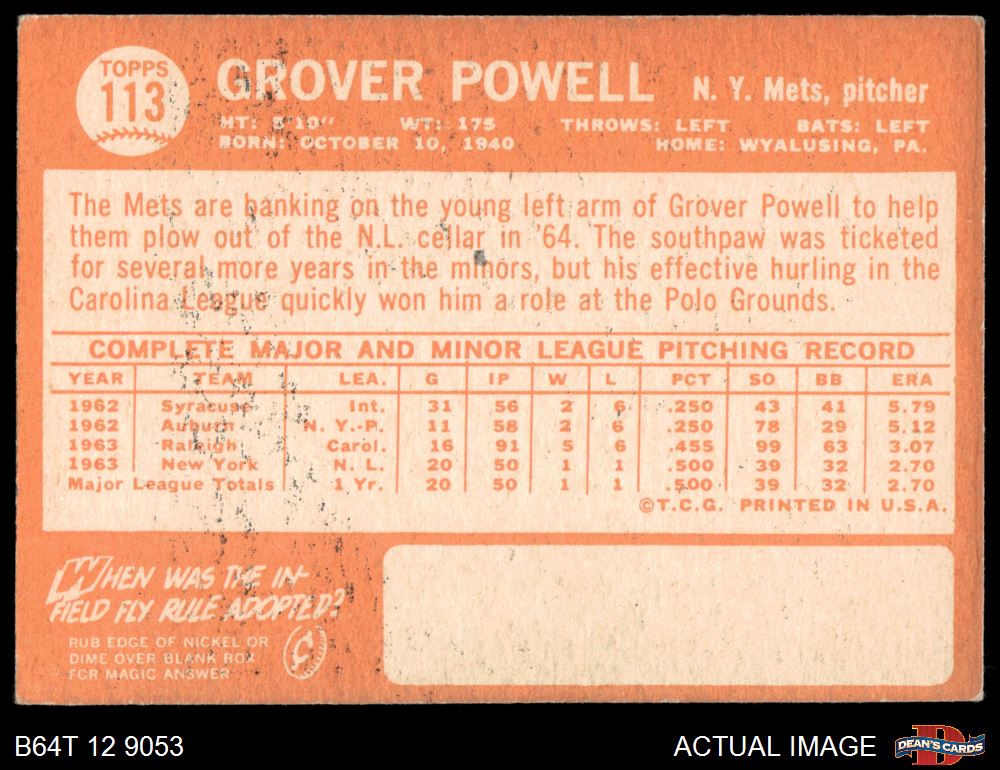 TOPPS
113
GROVER POWELL N. Y. Mets, pitcher
HT: 5'10" WT: 175 THROWS: LEFT BATS: LEFT
BORN: OCTOBER 10, 1940 HOME: WYALUSING, PA.
The Mets are banking on the young left arm of Grover Powell to help
them plow out of the N.L. cellar in '64. The southpaw was ticketed
for several more years in the minors, but his effective hurling in the
Carolina League quickly won him a role at the Polo Grounds.
COMPLETE MAJOR AND MINOR LEAGUE PITCHING RECORD
YEAR TEAM LEA. G IP W L PCT SO BB ERA
1962 Syracuse Int. 31 56 2 6 .250 43 41 5.79
1962 Auburn N. Y.-P. 11 58 2 6 .250 78 29 5.12
1963 Raleigh Carol. 16 91 5 6 .455 99 63 3.07
1963 New York N. L. 20 50 1 1 .500 39 32 2.70
Major League Totals 1 Yr. 20 50 1 1 .500 39 32 2.70
©T.C.G. PRINTED IN U.S.A.
WHEN WAS THE IN-
FIELD FLY RULE ADOPTED?
RUB EDGE OF NICKEL OR
DIME OVER BLANK BOX
FOR MAGIC ANSWER
B64T 12 9053 ACTUAL IMAGE DEAN'S CARDS